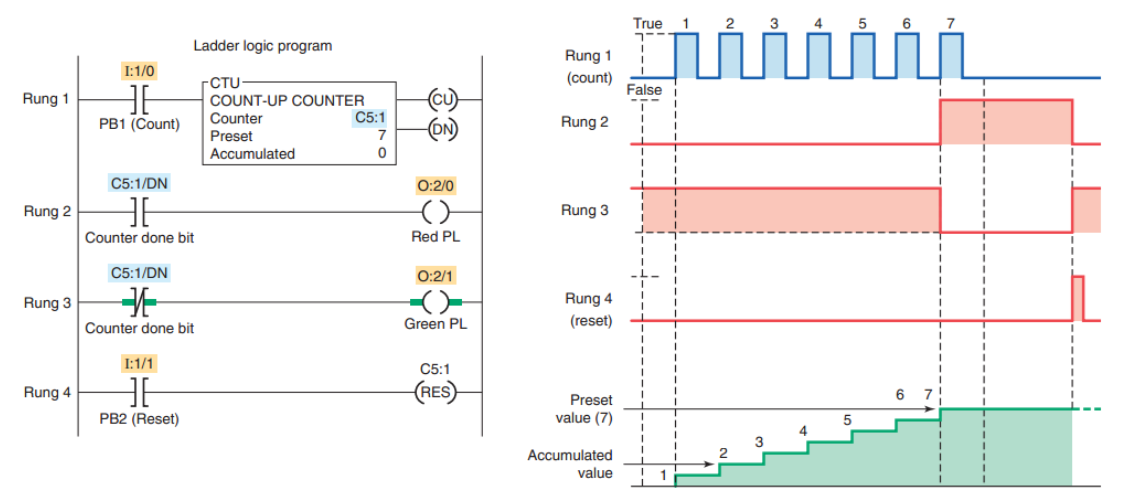 Ladder logic program
I:1/0
Rung 1
PB1 (Count)
CTU
COUNT-UP COUNTER
Counter C5:1
Preset 7
Accumulated 0
CU
DN
C5:1/DN
O:2/0
Rung 2
Counter done bit
Red PL
C5:1/DN
O:2/1
Rung 3
Counter done bit
Green PL
I:1/1
C5:1
Rung 4
RES
PB2 (Reset)
True 1 2 3 4 5 6 7
Rung 1
(count)
False
Rung 2
Rung 3
Rung 4
(reset)
Preset
value (7)
Accumulated
value
1 2 3 4 5 6 7